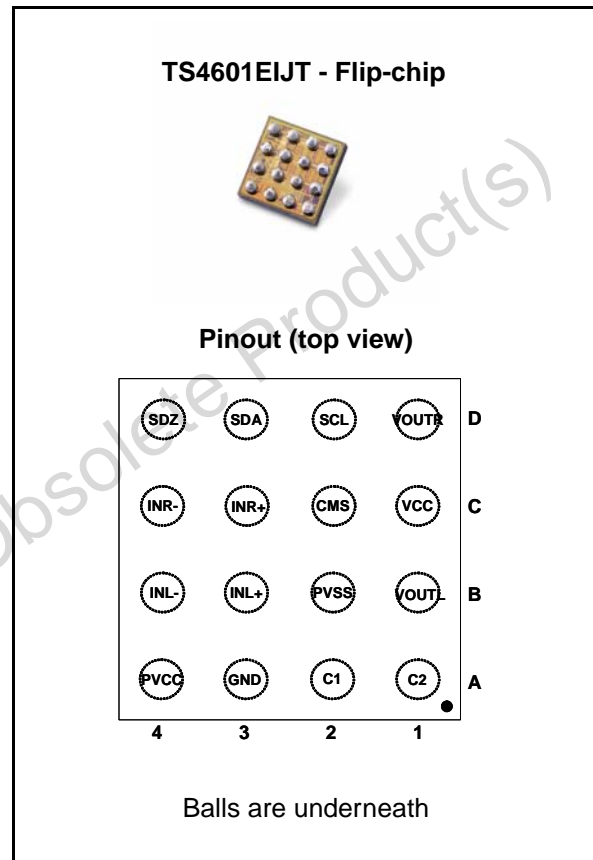 TS4601EIJT - Flip-chip
Pinout (top view)
SDZ SDA SCL VOUTR D
INR- INR+ CMS VCC C
INL- INL+ PVSS VOUTL B
PVCC GND C1 C2 A
4 3 2 1
Balls are underneath
Obsolete Product(s)